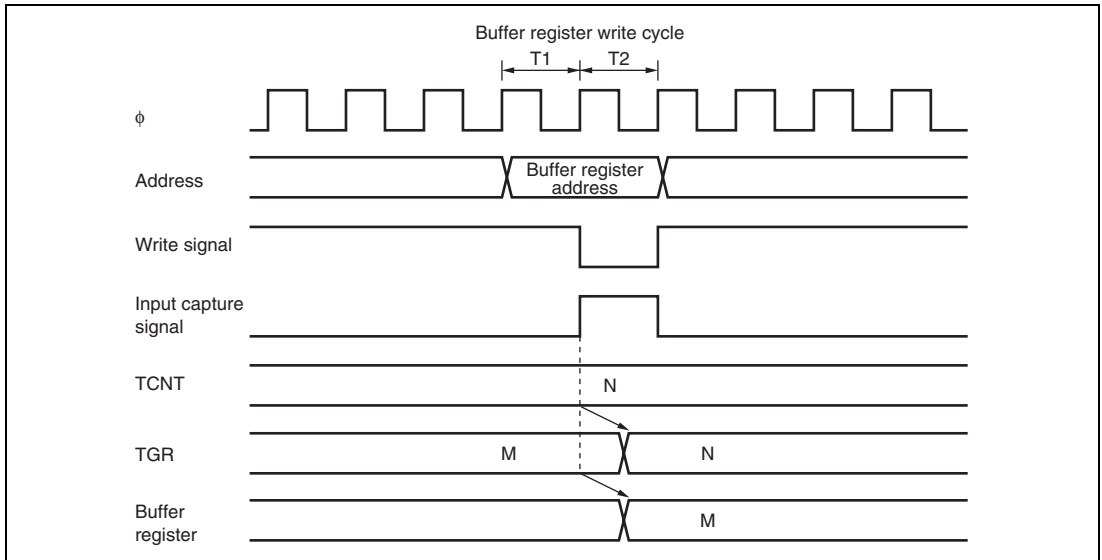 Buffer register write cycle
T1 T2
φ
Address
Buffer register
address
Write signal
Input capture
signal
TCNT
N
TGR
M
N
Buffer
register
M